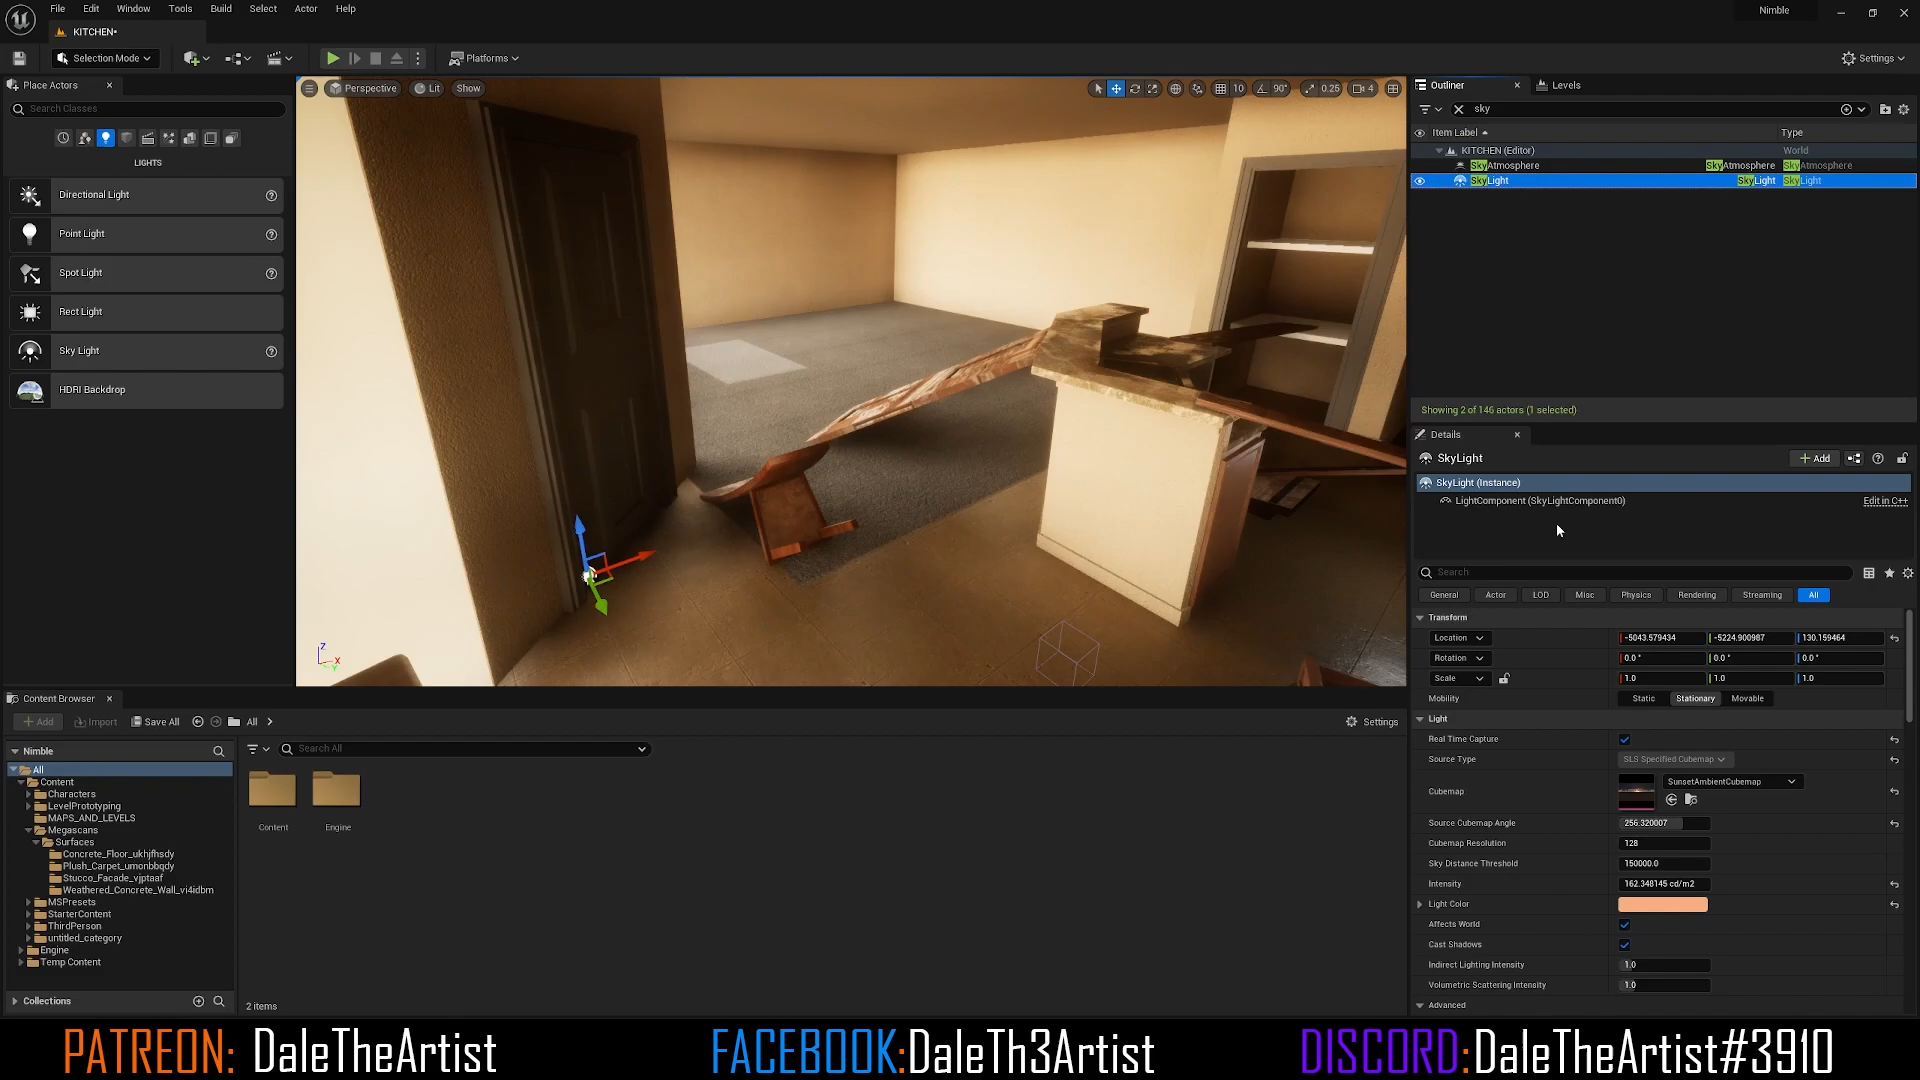 File Edit Window Tools Build Select Actor Help
Nimble
KITCHEN•
Selection Mode
Platforms
Settings
Place Actors
Search Classes
LIGHTS
Directional Light
Point Light
Spot Light
Rect Light
Sky Light
HDRI Backdrop
Perspective Lit Show
10 90° 0.25 4
Z
X
Y
Outliner Levels
sky
Item Label Type
KITCHEN (Editor) World
SkyAtmosphere SkyAtmosphere SkyAtmosphere
SkyLight SkyLight SkyLight
Showing 2 of 146 actors (1 selected)
Details
SkyLight
Add
SkyLight (Instance)
LightComponent (SkyLightComponent0) Edit in C++
Search
General Actor LOD Misc Physics Rendering Streaming All
Transform
Location -5043.579434 -5224.900987 130.159464
Rotation 0.0° 0.0° 0.0°
Scale 1.0 1.0 1.0
Mobility Static Stationary Movable
Light
Real Time Capture
Source Type SLS Specified Cubemap
Cubemap SunsetAmbientCubemap
Source Cubemap Angle 256.320007
Cubemap Resolution 128
Sky Distance Threshold 150000.0
Intensity 162.348145 cd/m2
Light Color
Affects World
Cast Shadows
Indirect Lighting Intensity 1.0
Volumetric Scattering Intensity 1.0
Advanced
Content Browser
Add Import Save All All
Settings
Nimble
Search All
All
Content
Characters
LevelPrototyping
MAPS_AND_LEVELS
Megascans
Surfaces
Concrete_Floor_ukhjfhsdy
Plush_Carpet_umonbbqdy
Stucco_Facade_vjptaaf
Weathered_Concrete_Wall_vi4idbm
MSPresets
StarterContent
ThirdPerson
untitled_category
Engine
Temp Content
Collections
Content Engine
2 items
PATREON: DaleTheArtist FACEBOOK:DaleTh3Artist DISCORD:DaleTheArtist#3910